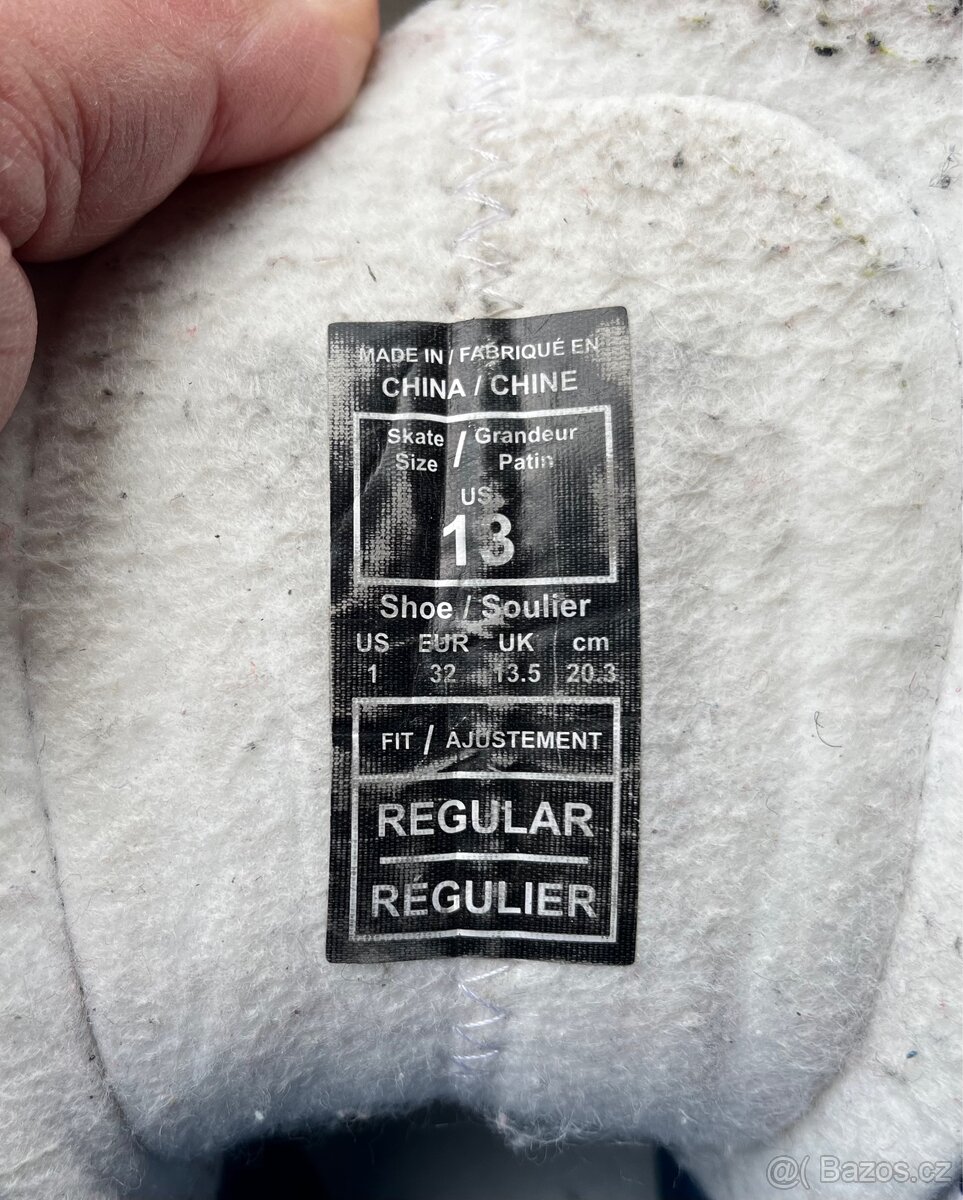 MADE IN / FABRIQUÉ EN
CHINA / CHINE
Skate Size / Grandeur Patin
US
13
Shoe / Soulier
US EUR UK cm
1 32 13.5 20.3
FIT / AJUSTEMENT
REGULAR
RÉGULIER
@( Bazos.cz